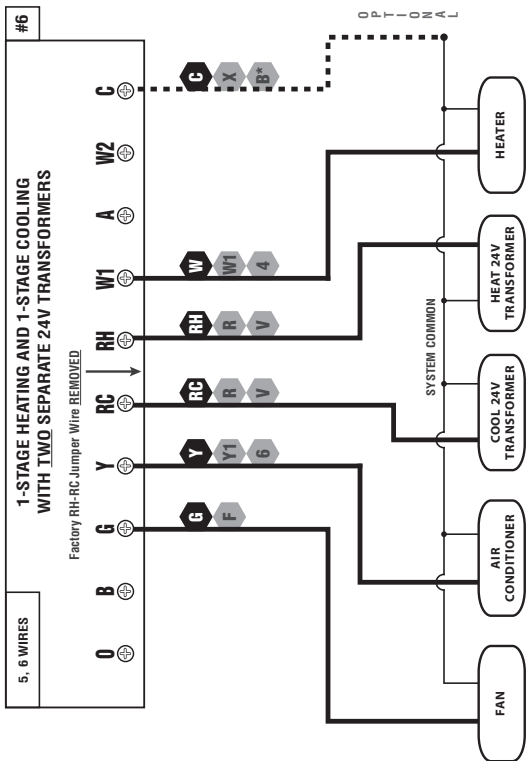 #6
1-STAGE HEATING AND 1-STAGE COOLING
WITH TWO SEPARATE 24V TRANSFORMERS
5, 6 WIRES
Factory RH-RC Jumper Wire REMOVED
O B G Y RC RH W1 A W2 C
G Y RC RH W C
F Y1 R R W1 X
6 V V 4 B*
OPTIONAL
SYSTEM COMMON
FAN
AIR
CONDITIONER
COOL 24V
TRANSFORMER
HEAT 24V
TRANSFORMER
HEATER